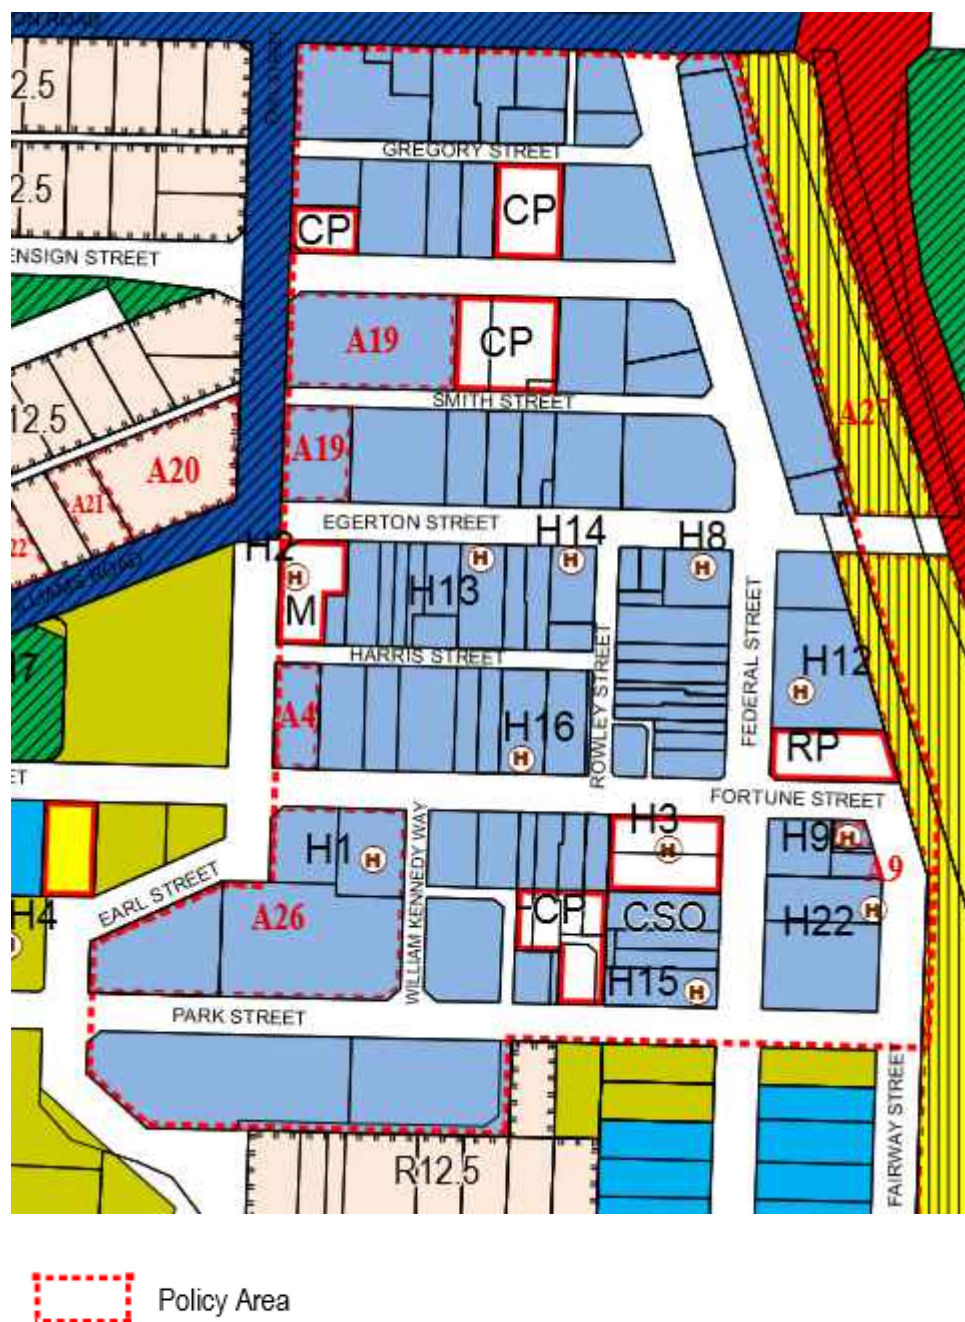 2.5
GREGORY STREET
2.5
CP
CP
ENSIGN STREET
A19
CP
12.5
SMITH STREET
A27
A19
A20
A21
22
EGERTON STREET
H14
H8
H2
H13
M
HARRIS STREET
ROWLEY STREET
FEDERAL STREET
H12
A4
H16
RP
FORTUNE STREET
H1
WILLIAM KENNEDY WAY
H3
H9
A9
EARL STREET
H4
A26
CP
CSO
H22
H15
PARK STREET
R12.5
FAIRWAY STREET
Policy Area